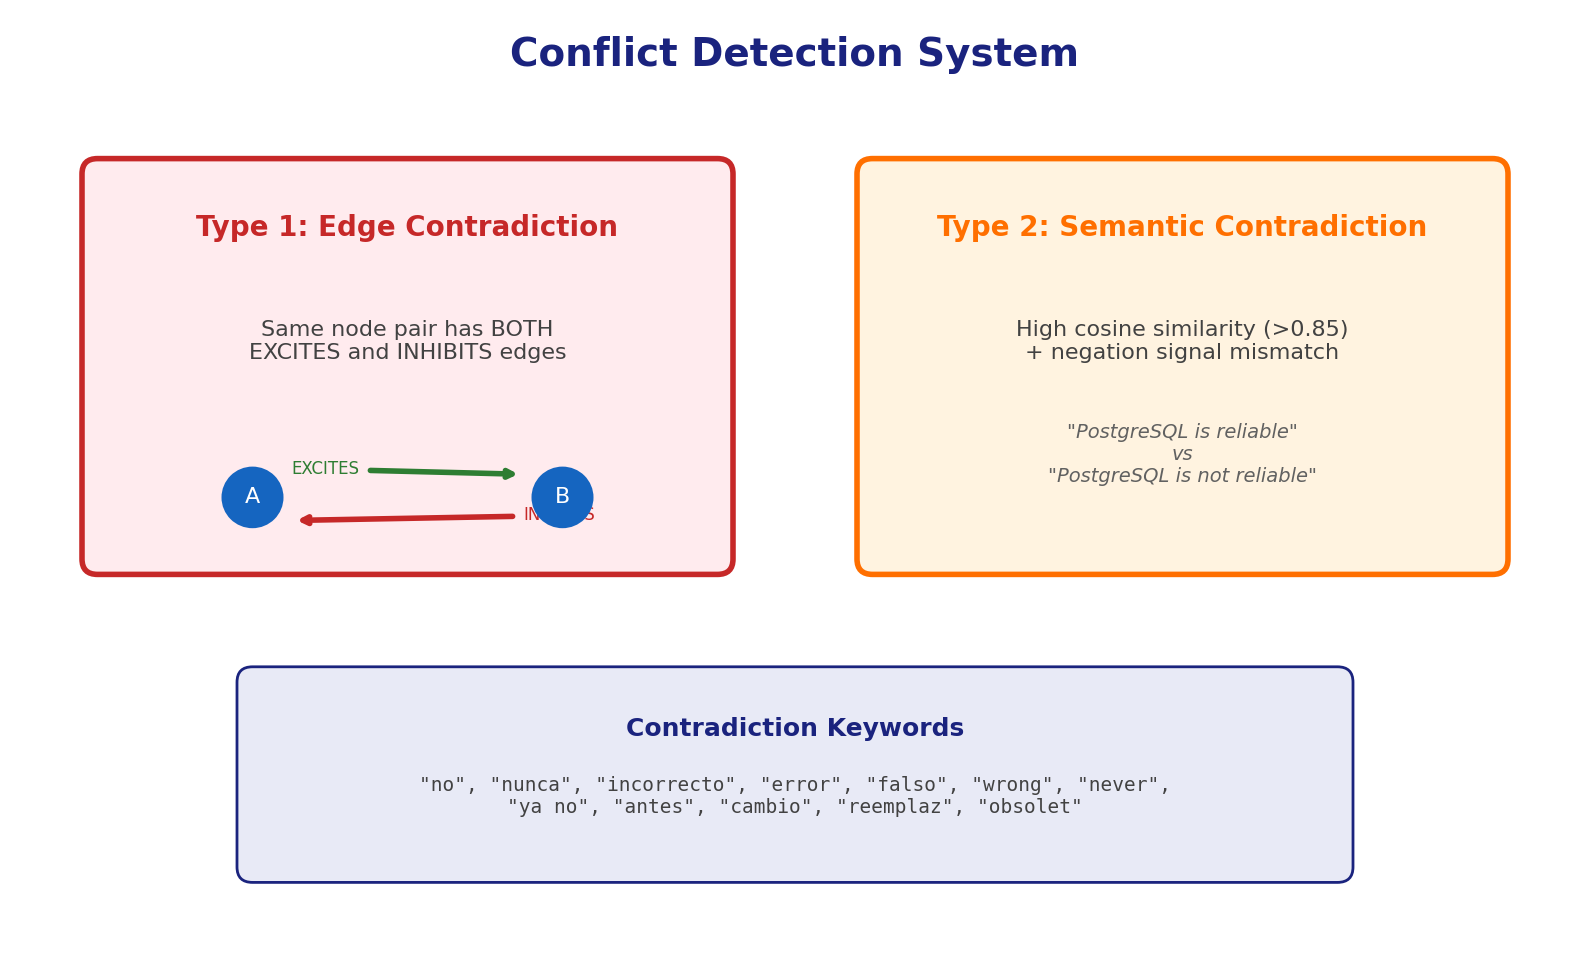 Conflict Detection System
Type 1: Edge Contradiction
Same node pair has BOTH
EXCITES and INHIBITS edges
EXCITES
A
B
Type 2: Semantic Contradiction
High cosine similarity (>0.85)
+ negation signal mismatch
"PostgreSQL is reliable"
vs
"PostgreSQL is not reliable"
Contradiction Keywords
"no", "nunca", "incorrecto", "error", "falso", "wrong", "never",
"ya no", "antes", "cambio", "reemplaz", "obsolet"